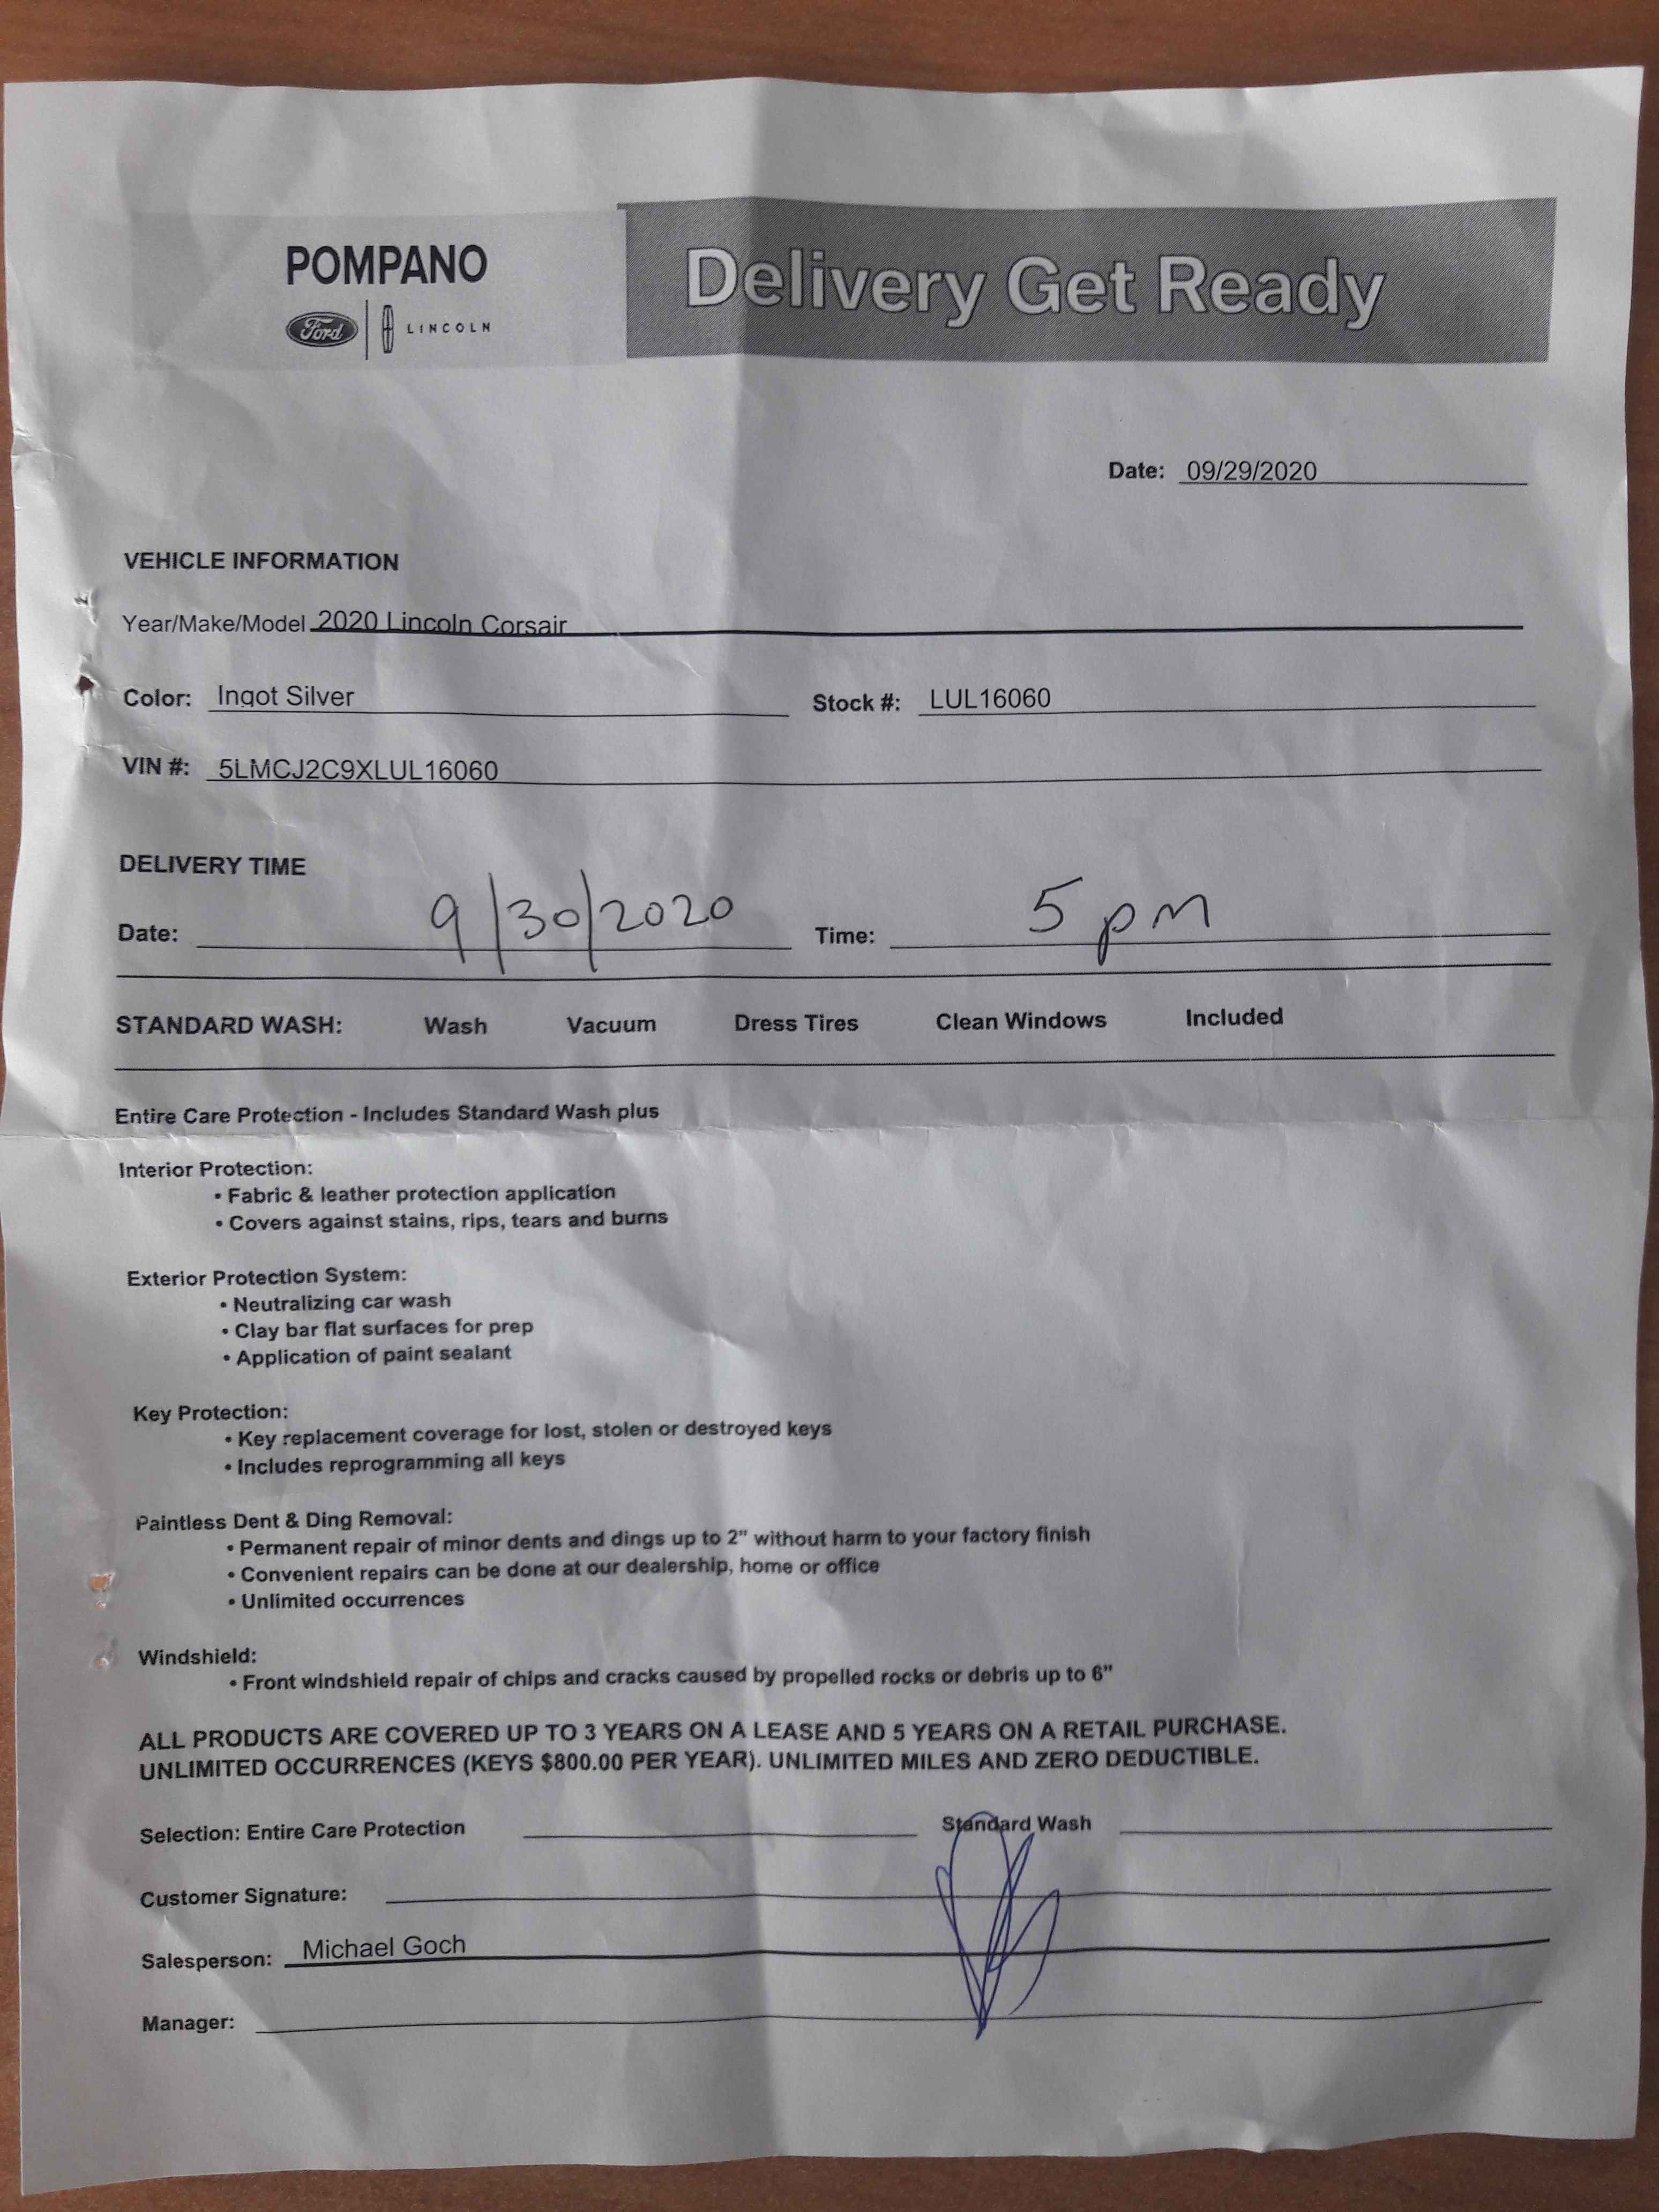 POMPANO
Delivery Get Ready
Ford LINCOLN
Date: 09/29/2020
VEHICLE INFORMATION
Year/Make/Model 2020 Lincoln Corsair
Color: Ingot Silver Stock #: LUL16060
VIN #: 5LMCJ2C9XLUL16060
DELIVERY TIME
Date: 9/30/2020 Time: 5 pm
STANDARD WASH: Wash Vacuum Dress Tires Clean Windows Included
Entire Care Protection - Includes Standard Wash plus
Interior Protection:
• Fabric & leather protection application
• Covers against stains, rips, tears and burns
Exterior Protection System:
• Neutralizing car wash
• Clay bar flat surfaces for prep
• Application of paint sealant
Key Protection:
• Key replacement coverage for lost, stolen or destroyed keys
• Includes reprogramming all keys
Paintless Dent & Ding Removal:
• Permanent repair of minor dents and dings up to 2" without harm to your factory finish
• Convenient repairs can be done at our dealership, home or office
• Unlimited occurrences
Windshield:
• Front windshield repair of chips and cracks caused by propelled rocks or debris up to 6"
ALL PRODUCTS ARE COVERED UP TO 3 YEARS ON A LEASE AND 5 YEARS ON A RETAIL PURCHASE.
UNLIMITED OCCURRENCES (KEYS $800.00 PER YEAR). UNLIMITED MILES AND ZERO DEDUCTIBLE.
Selection: Entire Care Protection Standard Wash
Customer Signature:
Salesperson: Michael Goch
Manager: